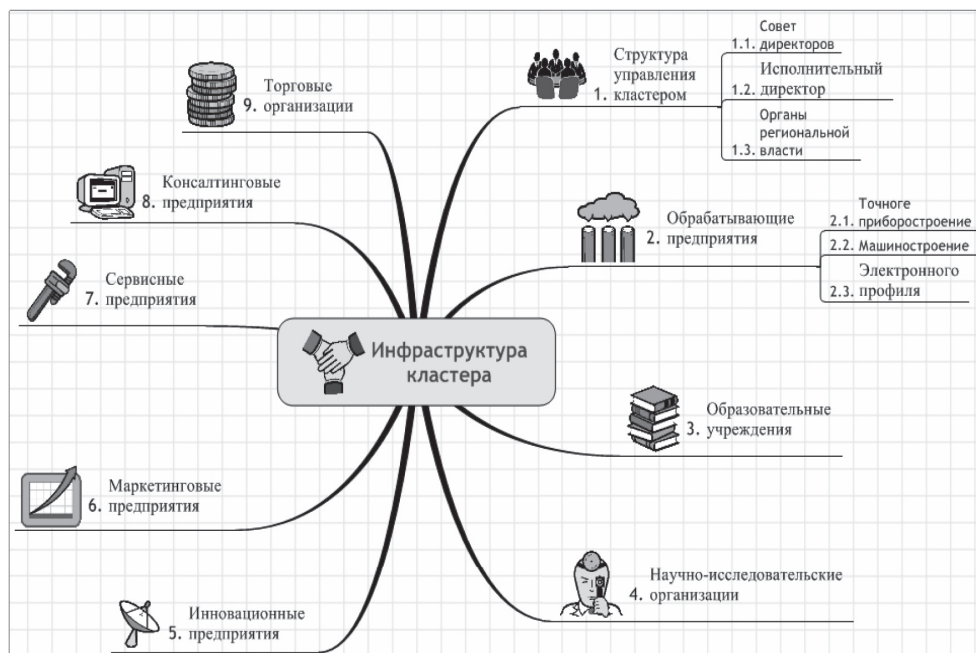 Инфраструктура
кластера
Структура
управления
1. кластером
Совет
1.1. директоров
Исполнительный
1.2. директор
Органы
региональной
1.3. власти
Обрабатывающие
2. предприятия
Точноге
2.1. приборостроение
2.2. Машиностроение
Электронного
2.3. профиля
Образовательные
3. учреждения
Научно-исследовательские
4. организации
Инновационные
5. предприятия
Маркетинговые
6. предприятия
Сервисные
7. предприятия
Консалтинговые
8. предприятия
Торговые
9. организации